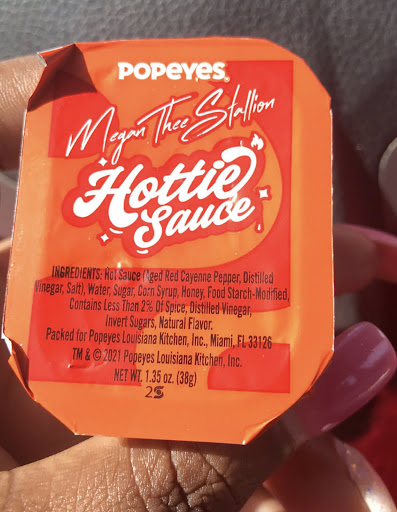 POPEYES
Megan Thee Stallion
Hottie
Sauce
INGREDIENTS: Hot Sauce (Aged Red Cayenne Pepper, Distilled
Vinegar, Salt), Water, Sugar, Corn Syrup, Honey, Food Starch-Modified,
Contains Less Than 2% Of Spice, Distilled Vinegar,
Invert Sugars, Natural Flavor.
Packed for Popeyes Louisiana Kitchen, Inc., Miami, FL 33126
TM & © 2021 Popeyes Louisiana Kitchen, Inc.
NET WT. 1.35 oz. (38g)
2